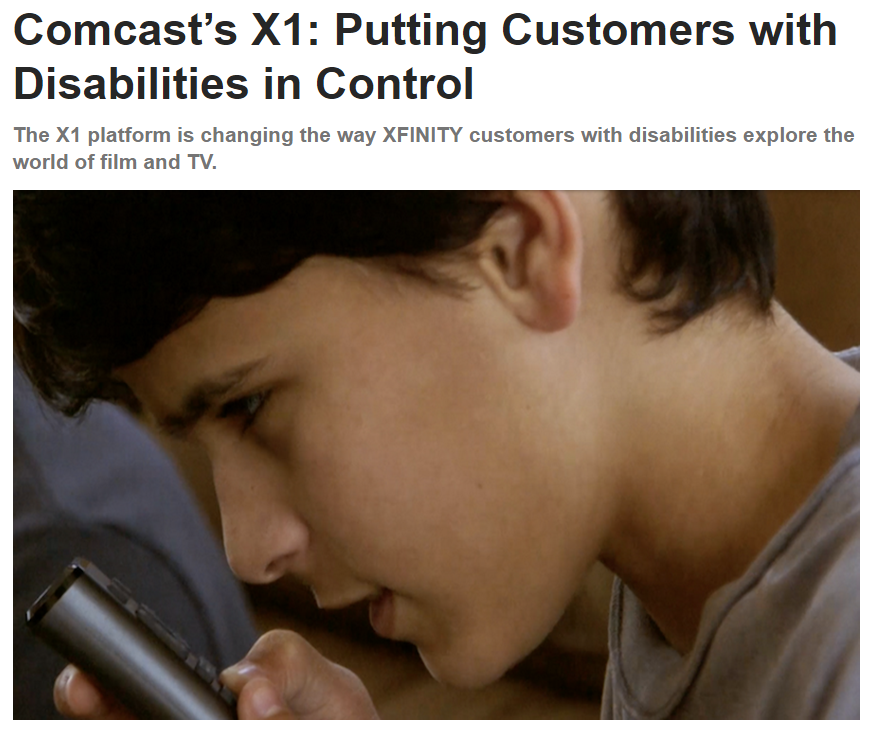 Comcast’s X1: Putting Customers with
Disabilities in Control
The X1 platform is changing the way XFINITY customers with disabilities explore the
world of film and TV.